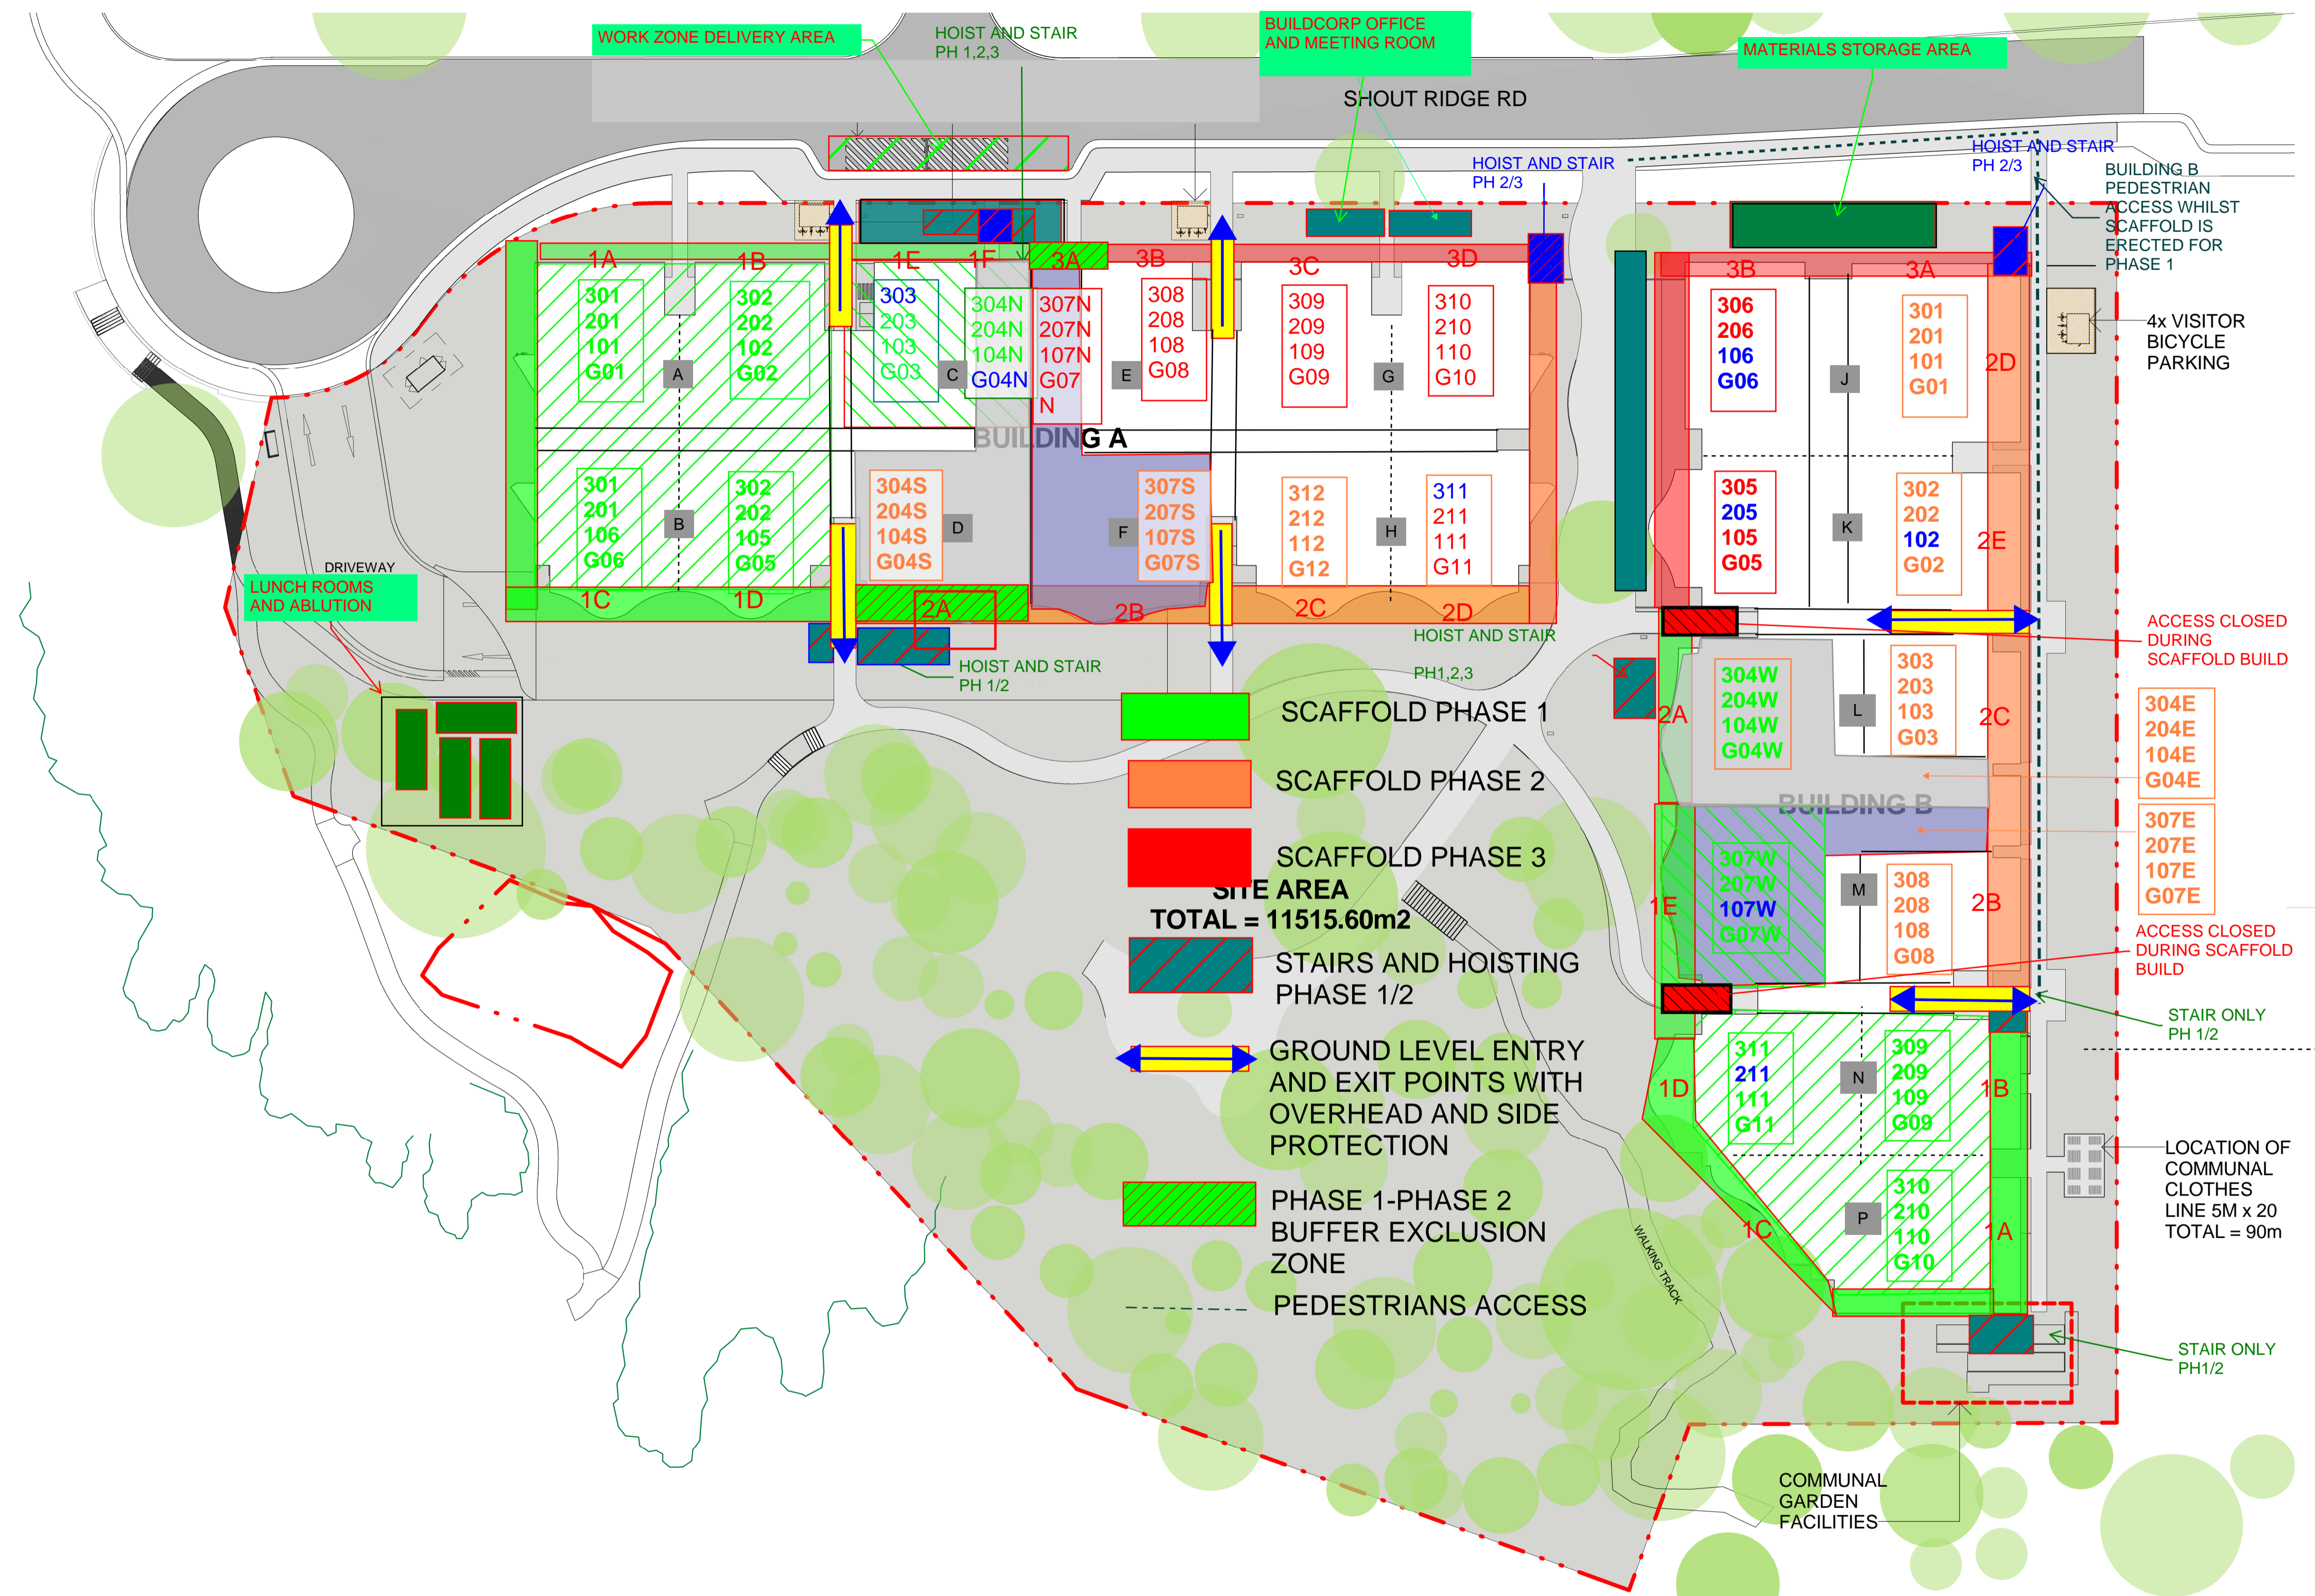 WORK ZONE DELIVERY AREA
HOIST AND STAIR
PH 1,2,3
BUILDCORP OFFICE
AND MEETING ROOM
MATERIALS STORAGE AREA
SHOUT RIDGE RD
HOIST AND STAIR
PH 2/3
HOIST AND STAIR
PH 2/3
BUILDING B
PEDESTRIAN
ACCESS WHILST
SCAFFOLD IS
ERECTED FOR
PHASE 1
4x VISITOR
BICYCLE
PARKING
1A
1B
1E
1F
3A
3B
3C
3D
3B
3A
301
201
101
G01
A
302
202
102
G02
303
203
103
G03
C
304N
204N
104N
G04N
307N
207N
107N
G07
N
E
308
208
108
G08
309
209
109
G09
G
310
210
110
G10
306
206
106
G06
J
301
201
101
G01
2D
BUILDING A
301
201
106
G06
B
302
202
105
G05
304S
204S
104S
G04S
D
F
307S
207S
107S
G07S
312
212
112
G12
H
311
211
111
G11
305
205
105
G05
K
302
202
102
G02
2E
DRIVEWAY
LUNCH ROOMS
AND ABLUTION
1C
1D
2A
2B
2C
2D
HOIST AND STAIR
PH 1/2
HOIST AND STAIR
PH1,2,3
ACCESS CLOSED
DURING
SCAFFOLD BUILD
2A
304W
204W
104W
G04W
L
303
203
103
G03
2C
304E
204E
104E
G04E
BUILDING B
307E
207E
107E
G07E
1E
307W
207W
107W
G07W
M
308
208
108
G08
2B
ACCESS CLOSED
DURING SCAFFOLD
BUILD
STAIR ONLY
PH 1/2
1D
311
211
111
G11
N
309
209
109
G09
1B
1C
P
310
210
110
G10
1A
LOCATION OF
COMMUNAL
CLOTHES
LINE 5M x 20
TOTAL = 90m
STAIR ONLY
PH1/2
WALKING TRACK
COMMUNAL
GARDEN
FACILITIES
SCAFFOLD PHASE 1
SCAFFOLD PHASE 2
SCAFFOLD PHASE 3
SITE AREA
TOTAL = 11515.60m2
STAIRS AND HOISTING
PHASE 1/2
GROUND LEVEL ENTRY
AND EXIT POINTS WITH
OVERHEAD AND SIDE
PROTECTION
PHASE 1-PHASE 2
BUFFER EXCLUSION
ZONE
PEDESTRIANS ACCESS